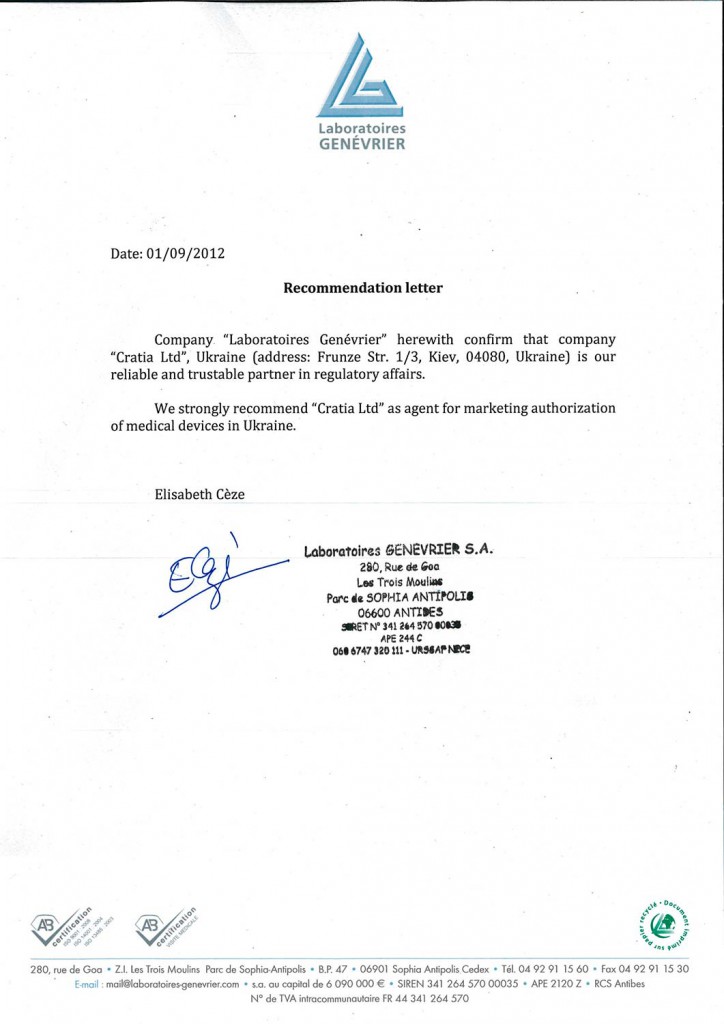 Laboratoires
GENÉVRIER
Date: 01/09/2012
Recommendation letter
Company “Laboratoires Genévrier” herewith confirm that company
“Cratia Ltd”, Ukraine (address: Frunze Str. 1/3, Kiev, 04080, Ukraine) is our
reliable and trustable partner in regulatory affairs.
We strongly recommend “Cratia Ltd” as agent for marketing authorization
of medical devices in Ukraine.
Elisabeth Cèze
Laboratoires GENEVRIER S.A.
280, Rue de Goa
Les Trois Moulins
Parc de SOPHIA ANTIPOLIS
06600 ANTIBES
SIRET N° 341 264 570
APE 244 C
6747 320 111 - URSSAF NICE
AB certification
ISO 9001 : 2008
AB certification
VISITE MEDICALE
Document imprimé sur papier recyclé
280, rue de Goa • Z.I. Les Trois Moulins Parc de Sophia-Antipolis • B.P. 47 • 06901 Sophia Antipolis Cedex • Tél. 04 92 91 15 60 • Fax 04 92 91 15 30
E-mail : mail@laboratoires-genevrier.com • s.a. au capital de 6 090 000 € • SIREN 341 264 570 00035 • APE 2120 Z • RCS Antibes
N° de TVA intracommunautaire FR 44 341 264 570